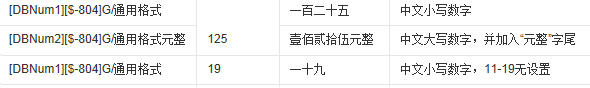 [DBNum1][$-804]G/通用格式 一百二十五 中文小写数字
[DBNum2][$-804]G/通用格式元整 125 壹佰贰拾伍元整 中文大写数字，并加入“元整”字尾
[DBNum1][$-804]G/通用格式 19 一十九 中文小写数字，11-19无设置